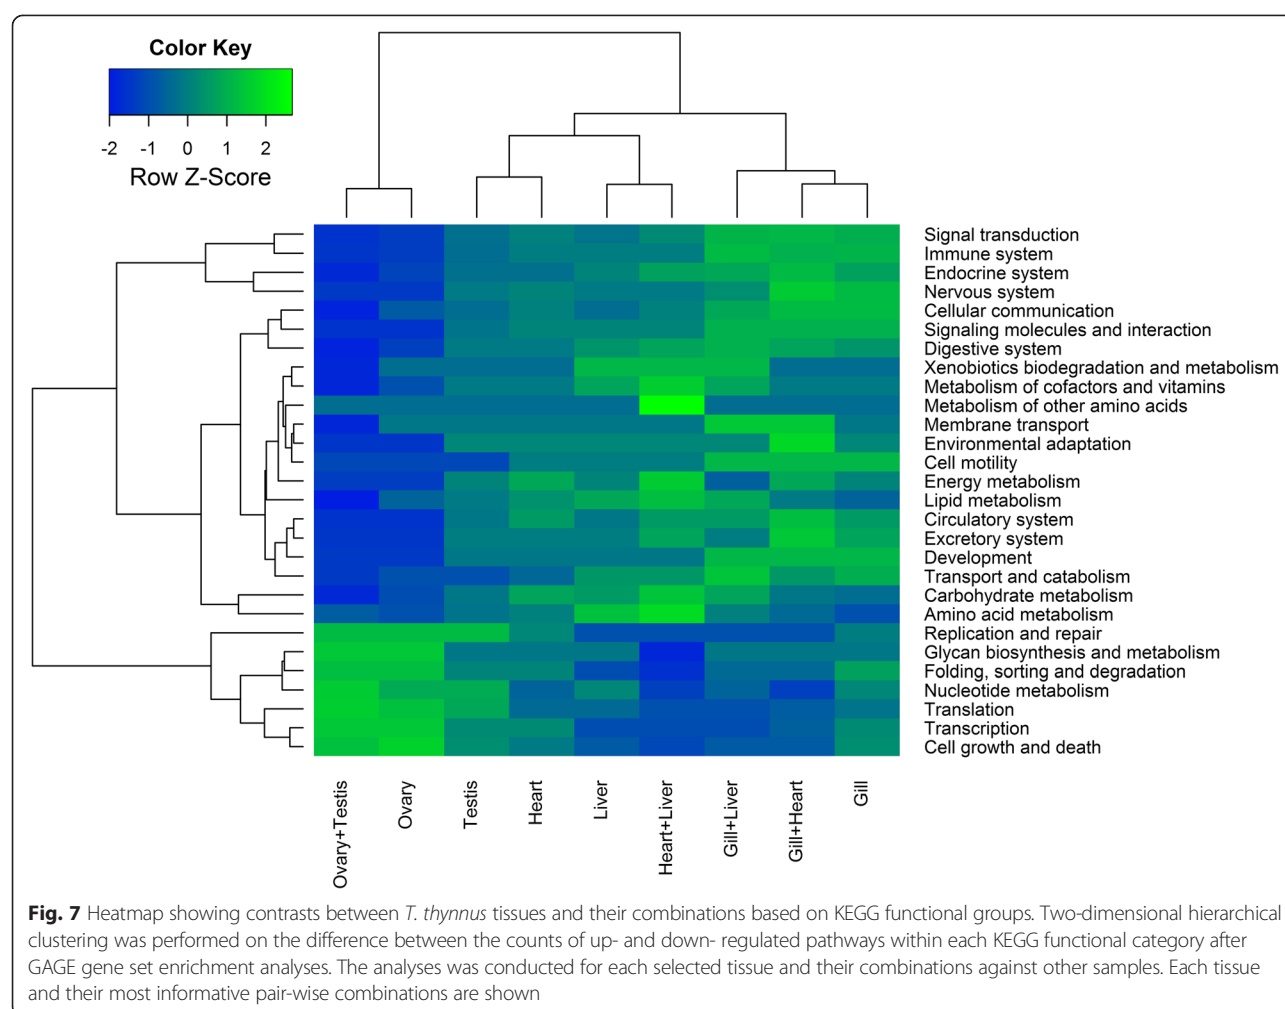 Color Key
-2 -1 0 1 2
Row Z-Score
Signal transduction
Immune system
Endocrine system
Nervous system
Cellular communication
Signaling molecules and interaction
Digestive system
Xenobiotics biodegradation and metabolism
Metabolism of cofactors and vitamins
Metabolism of other amino acids
Membrane transport
Environmental adaptation
Cell motility
Energy metabolism
Lipid metabolism
Circulatory system
Excretory system
Development
Transport and catabolism
Carbohydrate metabolism
Amino acid metabolism
Replication and repair
Glycan biosynthesis and metabolism
Folding, sorting and degradation
Nucleotide metabolism
Translation
Transcription
Cell growth and death
Ovary+Testis
Ovary
Testis
Heart
Liver
Heart+Liver
Gill+Liver
Gill+Heart
Gill
Fig. 7 Heatmap showing contrasts between T. thynnus tissues and their combinations based on KEGG functional groups. Two-dimensional hierarchical
clustering was performed on the difference between the counts of up- and down- regulated pathways within each KEGG functional category after
GAGE gene set enrichment analyses. The analyses was conducted for each selected tissue and their combinations against other samples. Each tissue
and their most informative pair-wise combinations are shown